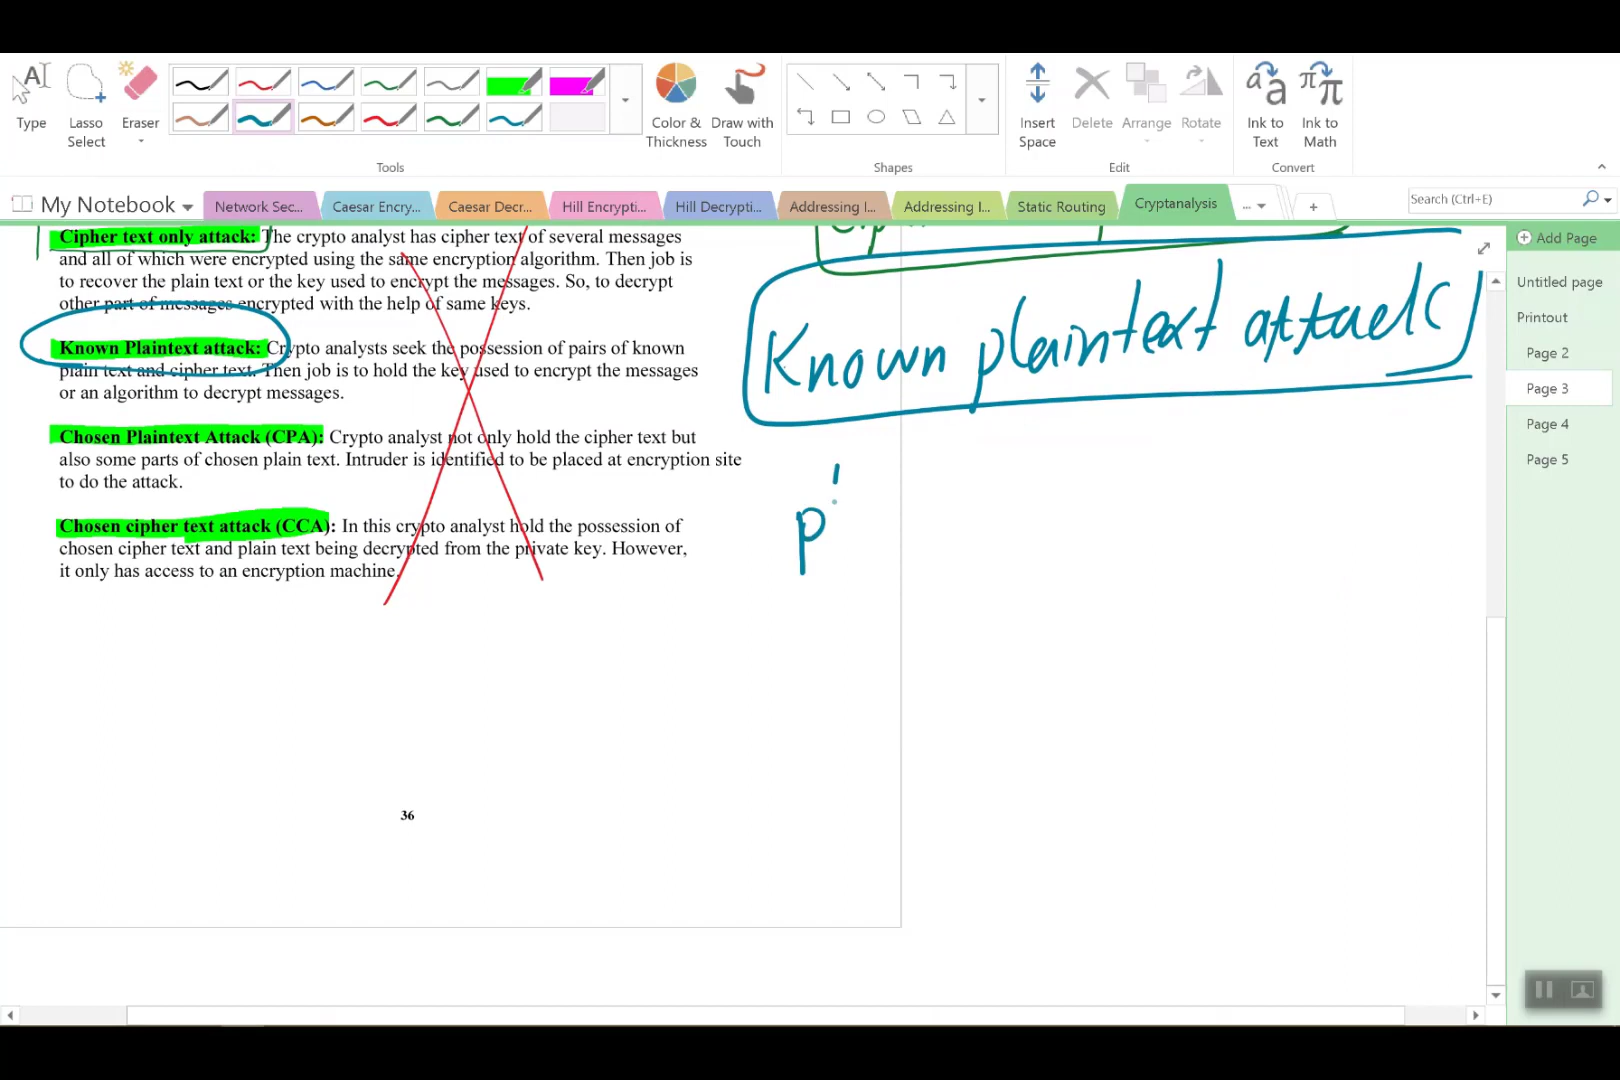 Type
Lasso Select
Eraser
Color & Thickness
Draw with Touch
Insert Space
Delete
Arrange
Rotate
Ink to Text
Ink to Math
Tools
Shapes
Edit
Convert
My Notebook
Network Sec...
Caesar Encry...
Caesar Decr...
Hill Encrypti...
Hill Decrypti...
Addressing I...
Addressing I...
Static Routing
Cryptanalysis
...
Search (Ctrl+E)
Add Page
Untitled page
Printout
Page 2
Page 3
Page 4
Page 5
Cipher text only attack: The crypto analyst has cipher text of several messages
and all of which were encrypted using the same encryption algorithm. Then job is
to recover the plain text or the key used to encrypt the messages. So, to decrypt
other part of messages encrypted with the help of same keys.
Known Plaintext attack: Crypto analysts seek the possession of pairs of known
plain text and cipher text. Then job is to hold the key used to encrypt the messages
or an algorithm to decrypt messages.
Chosen Plaintext Attack (CPA): Crypto analyst not only hold the cipher text but
also some parts of chosen plain text. Intruder is identified to be placed at encryption site
to do the attack.
Chosen cipher text attack (CCA): In this crypto analyst hold the possession of
chosen cipher text and plain text being decrypted from the private key. However,
it only has access to an encryption machine.
36
Known plaintext attack
p